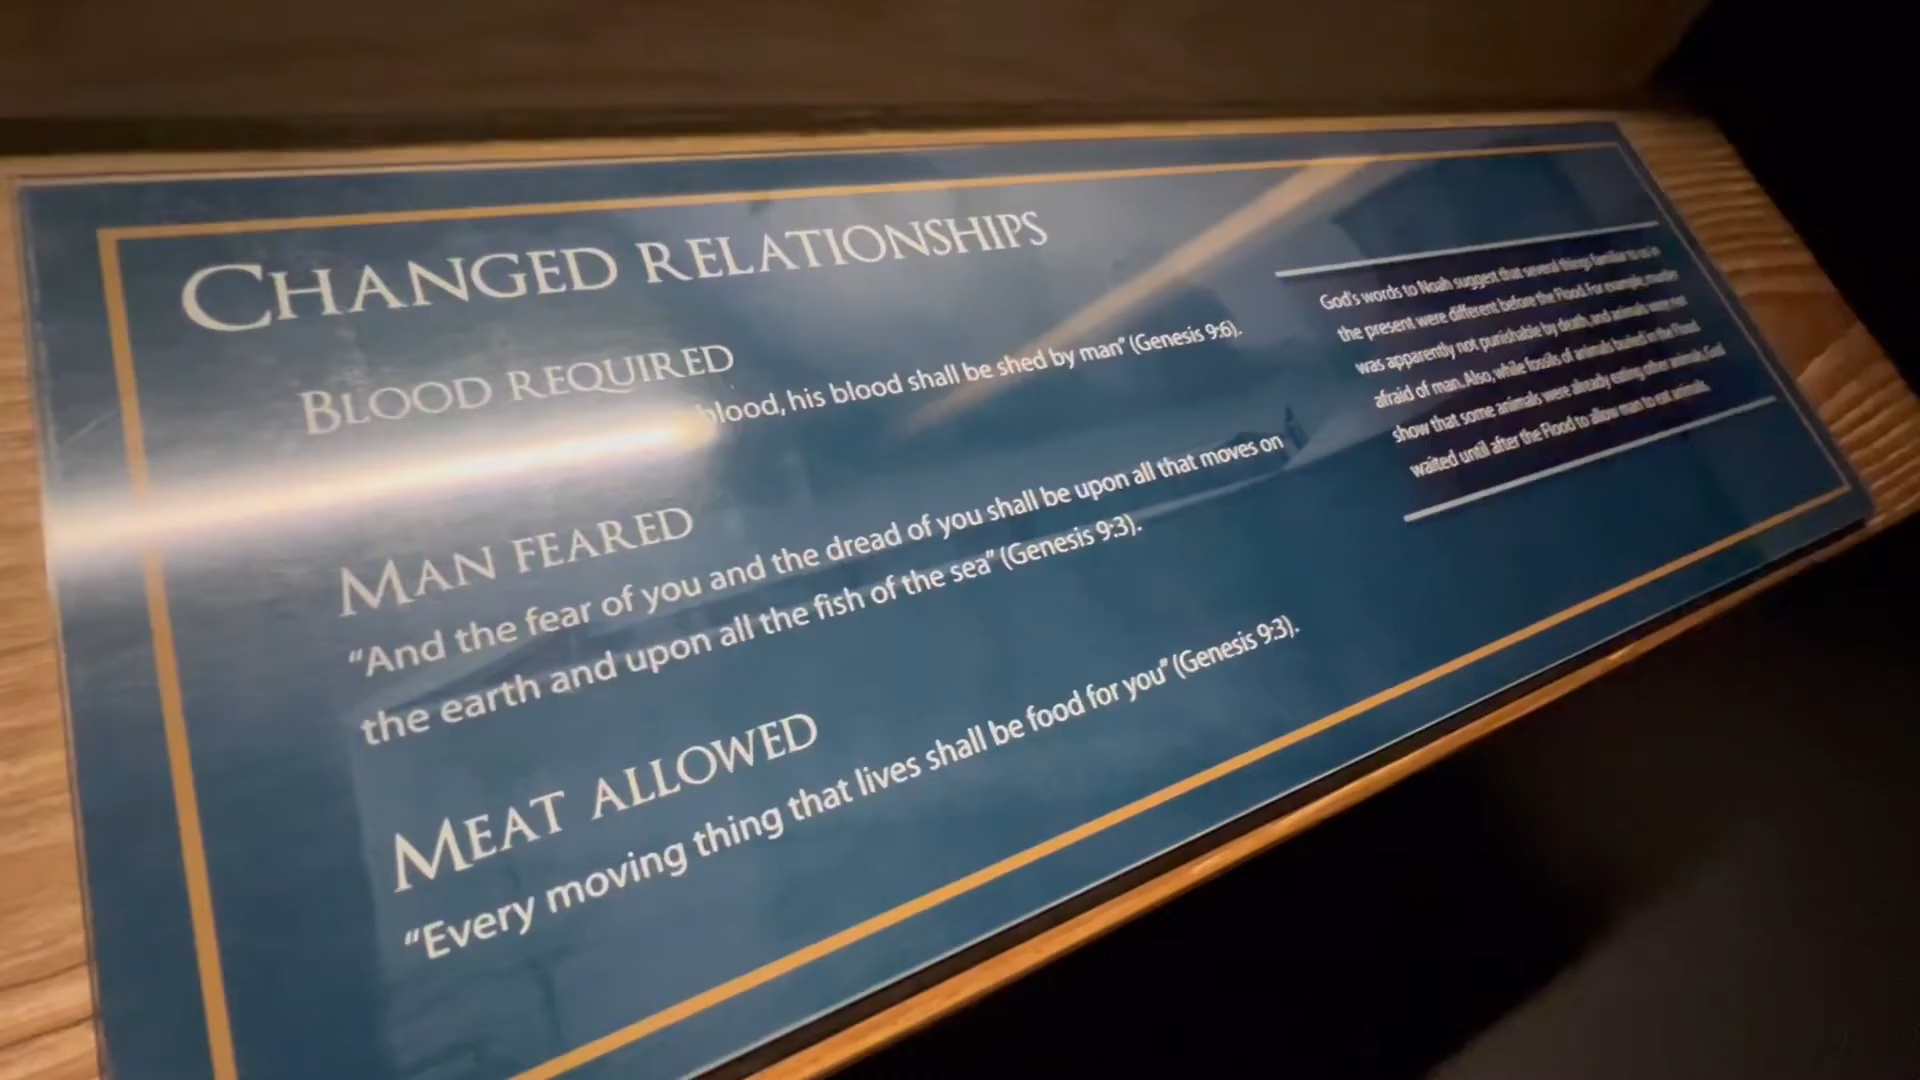 CHANGED RELATIONSHIPS
BLOOD REQUIRED
blood, his blood shall be shed by man” (Genesis 9:6).
MAN FEARED
“And the fear of you and the dread of you shall be upon all that moves on
the earth and upon all the fish of the sea” (Genesis 9:3).
MEAT ALLOWED
“Every moving thing that lives shall be food for you” (Genesis 9:3).
God's words to Noah suggest that several things familiar to us in
the present were different before the Flood. For example, murder
was apparently not punishable by death, and animals were not
afraid of man. Also, while fossils of animals buried in the Flood
show that some animals were already eating other animals, God
waited until after the Flood to allow man to eat animals.